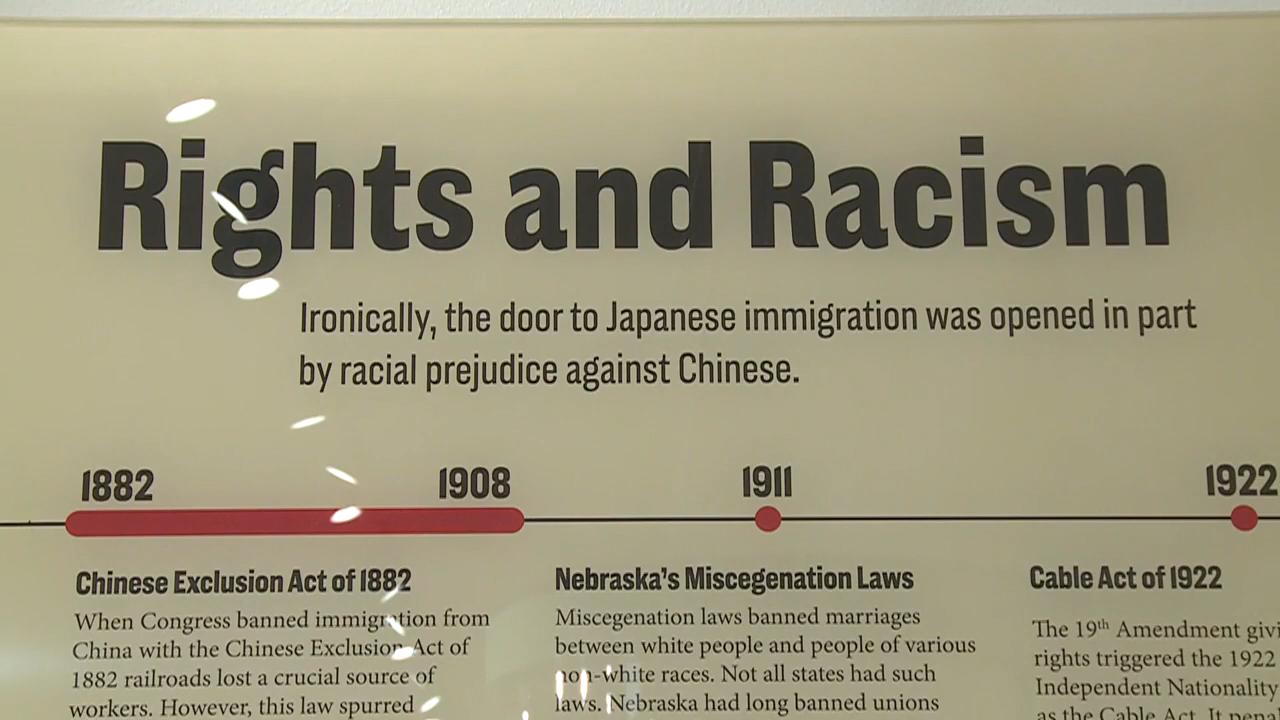 Rights and Racism
Ironically, the door to Japanese immigration was opened in part
by racial prejudice against Chinese.
1882
1908
1911
1922
Chinese Exclusion Act of 1882
When Congress banned immigration from
China with the Chinese Exclusion Act of
1882 railroads lost a crucial source of
workers. However, this law spurred
Nebraska's Miscegenation Laws
Miscegenation laws banned marriages
between white people and people of various
non-white races. Not all states had such
laws. Nebraska had long banned unions
Cable Act of 1922
The 19th Amendment givi
rights triggered the 1922
Independent Nationality
as the Cable Act. It pena